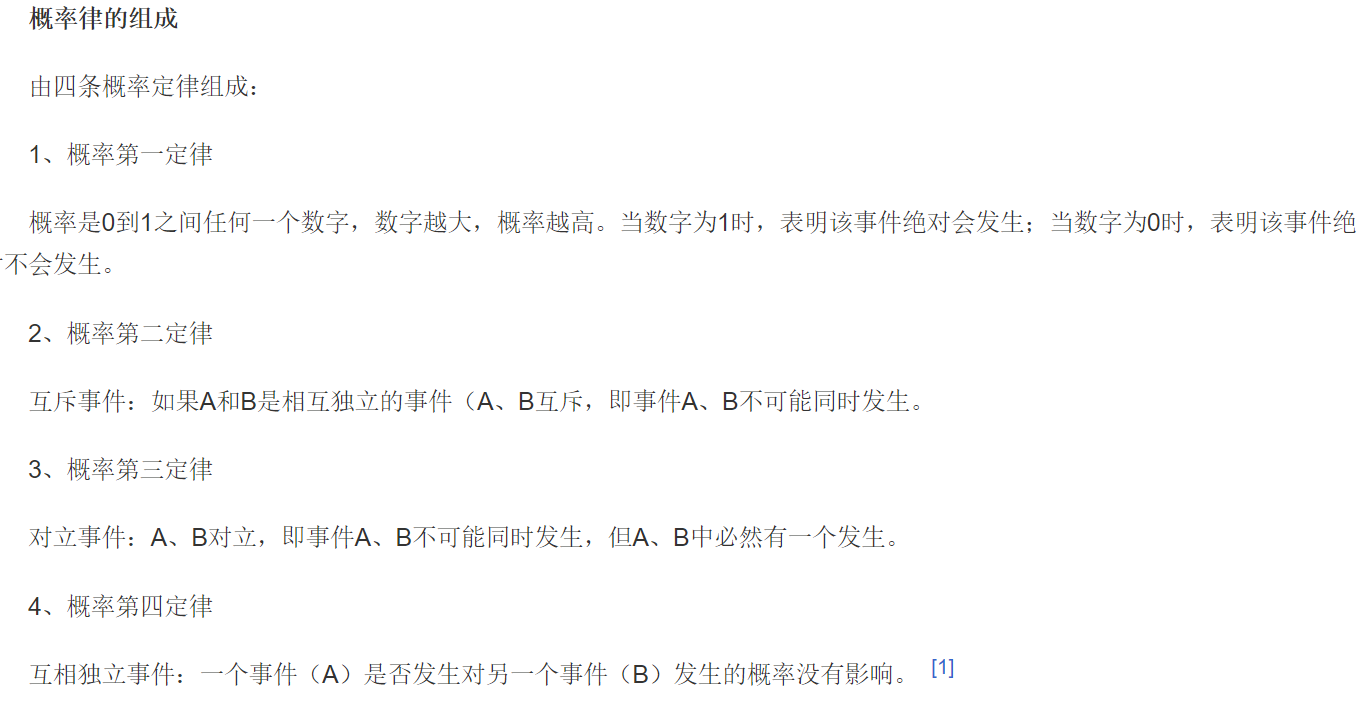 概率律的组成
由四条概率定律组成：
1、概率第一定律
概率是0到1之间任何一个数字，数字越大，概率越高。当数字为1时，表明该事件绝对会发生；当数字为0时，表明该事件绝
不会发生。
2、概率第二定律
互斥事件：如果A和B是相互独立的事件（A、B互斥，即事件A、B不可能同时发生。
3、概率第三定律
对立事件：A、B对立，即事件A、B不可能同时发生，但A、B中必然有一个发生。
4、概率第四定律
互相独立事件：一个事件（A）是否发生对另一个事件（B）发生的概率没有影响。 [1]